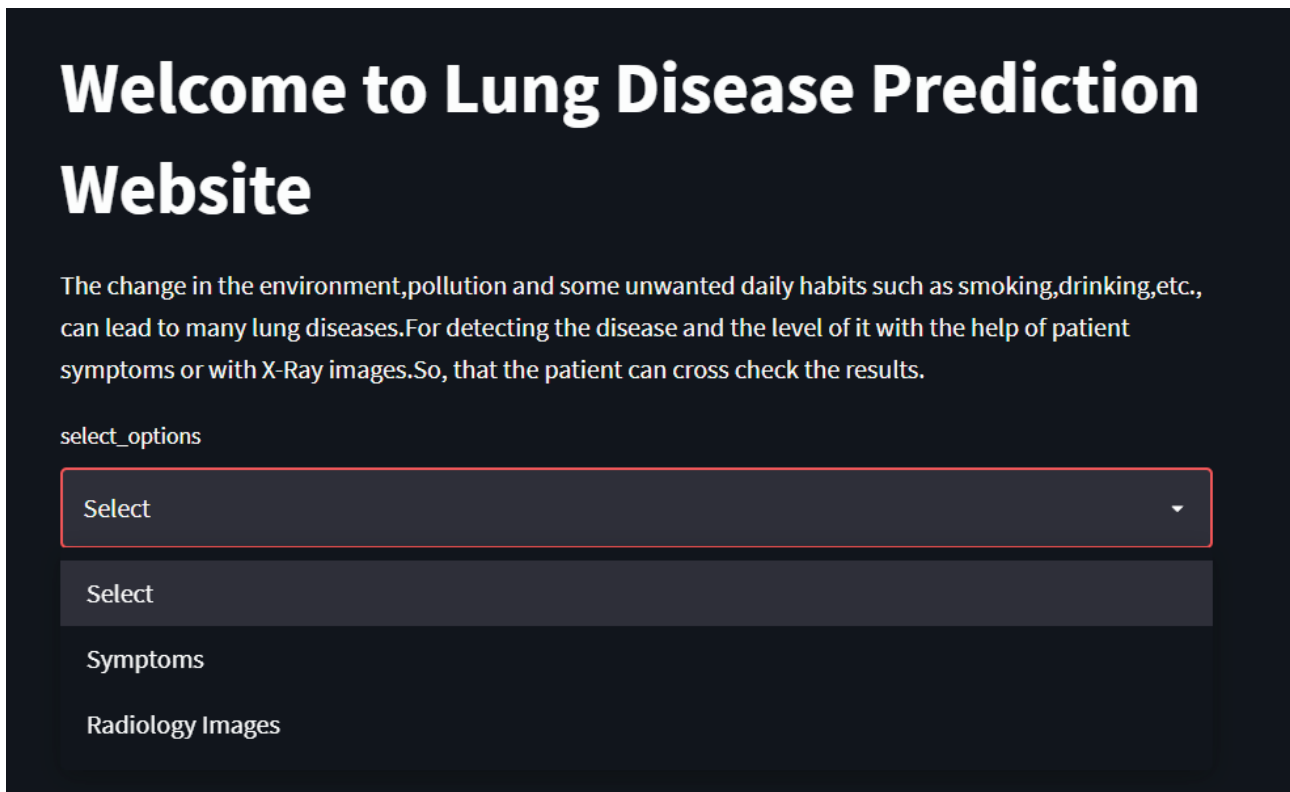 Welcome to Lung Disease Prediction
Website
The change in the environment,pollution and some unwanted daily habits such as smoking,drinking,etc.,
can lead to many lung diseases.For detecting the disease and the level of it with the help of patient
symptoms or with X-Ray images.So, that the patient can cross check the results.
select_options
Select
Select
Symptoms
Radiology Images